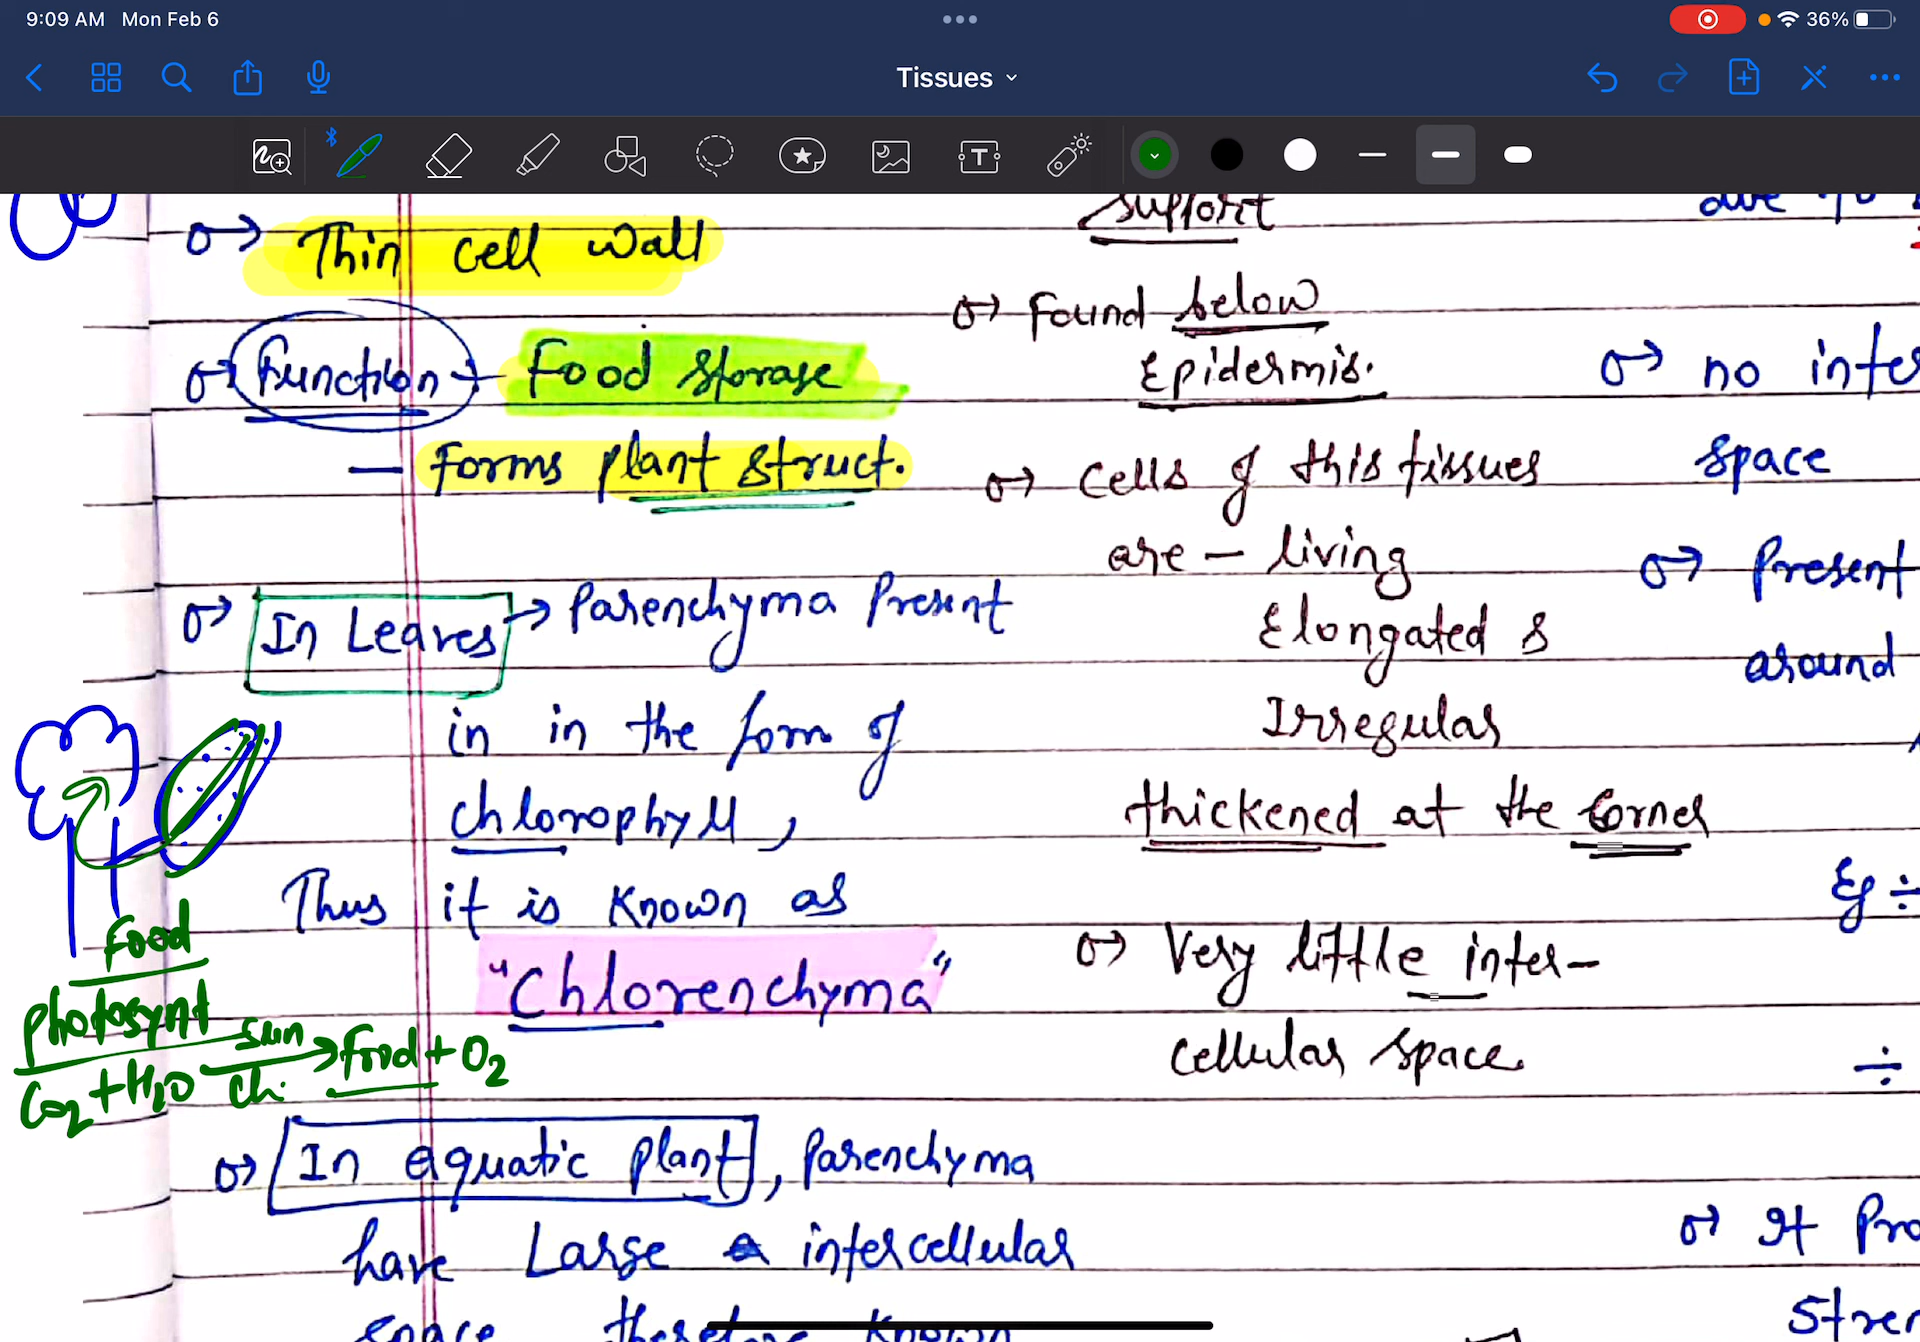 9:09 AM Mon Feb 6
36%
Tissues
T
Thin cell wall
Function - Food storage
- forms plant struct.
In Leaves → Parenchyma Present
in in the form of
chlorophyll,
Thus it is known as
"Chlorenchyma"
Food
photosynt
CO2 + H2O sun → food + O2
Ch.
In aquatic plant, Parenchyma
have Large intercellular
space therefore known
support
Found below
Epidermis.
Cells of this tissues
are - living
Elongated &
Irregular
thickened at the corner
Very little inter-
cellular space.
no inter
space
Present
around
Eg ÷
÷
It Pro
Stren